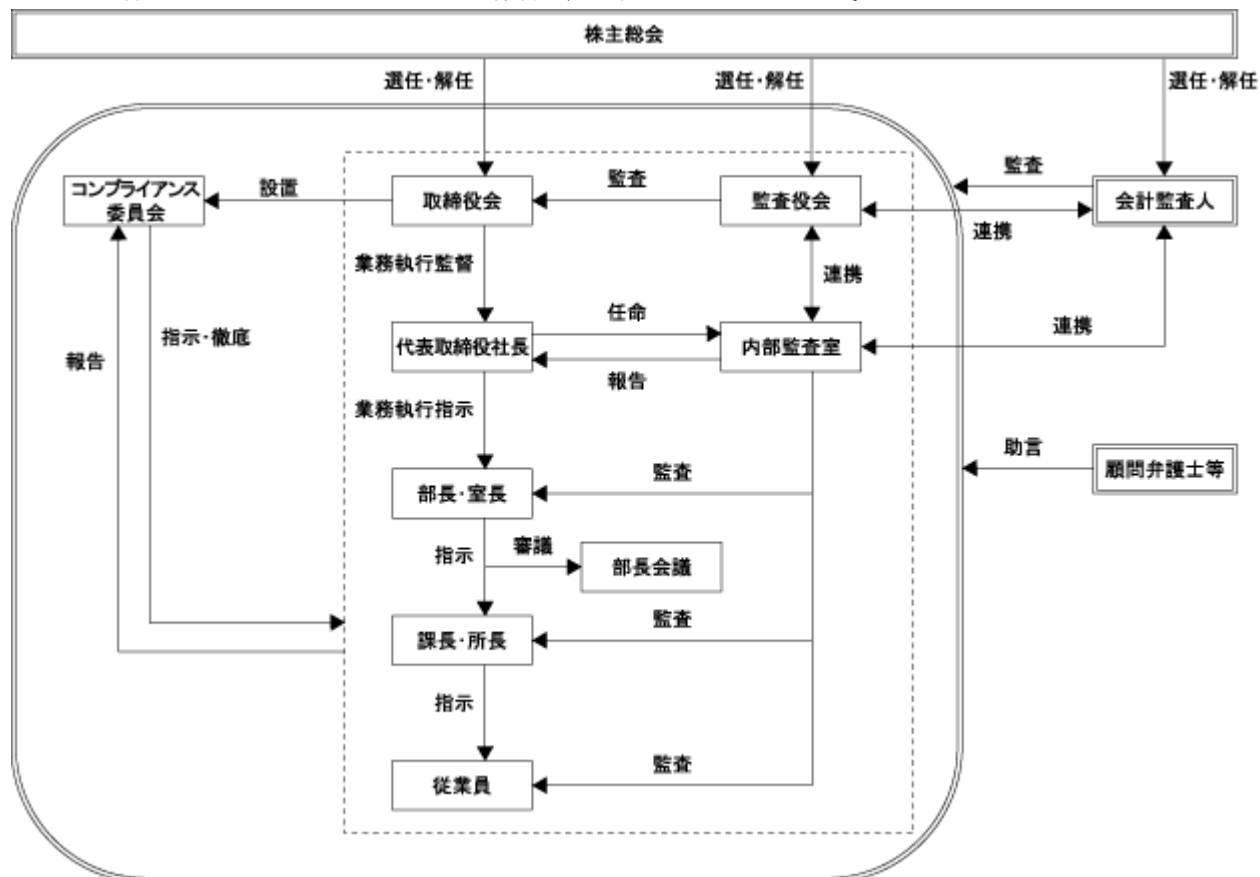 株主総会
選任・解任
選任・解任
選任・解任
コンプライアンス
委員会
設置
取締役会
監査
監査役会
監査
会計監査人
連携
業務執行監督
連携
指示・徹底
報告
代表取締役社長
任命
報告
内部監査室
連携
業務執行指示
部長・室長
監査
助言
顧問弁護士等
指示
審議
部長会議
課長・所長
監査
指示
従業員
監査